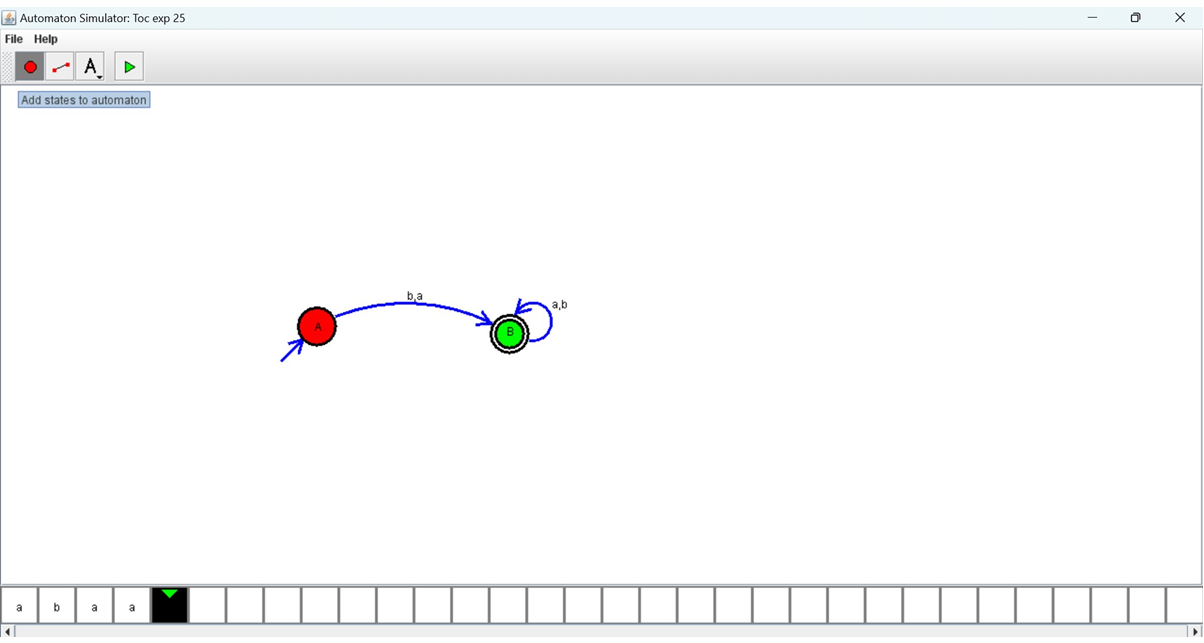 Automaton Simulator: Toc exp 25
File Help
A
Add states to automaton
b,a
a,b
A
B
a b a a